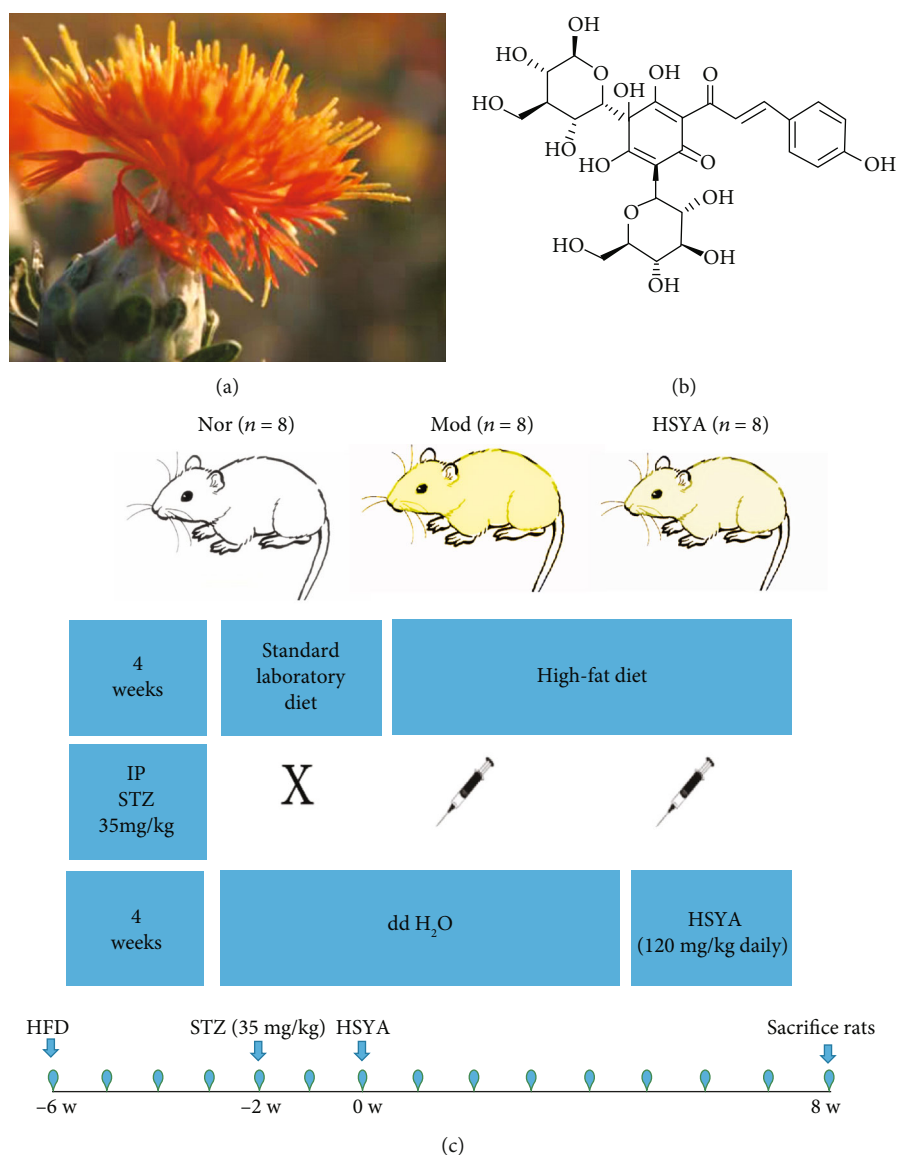 OH
HO
HO
O
OH
OH
O
HO
HO
HO
O
OH
O
OH
HO
OH
OH
(a)
(b)
Nor (n = 8)
Mod (n = 8)
HSYA (n = 8)
4
weeks
Standard
laboratory
diet
High-fat diet
IP
STZ
35mg/kg
X
4
weeks
dd H₂O
HSYA
(120 mg/kg daily)
HFD
STZ (35 mg/kg)
HSYA
Sacrifice rats
–6 w
–2 w
0 w
8 w
(c)